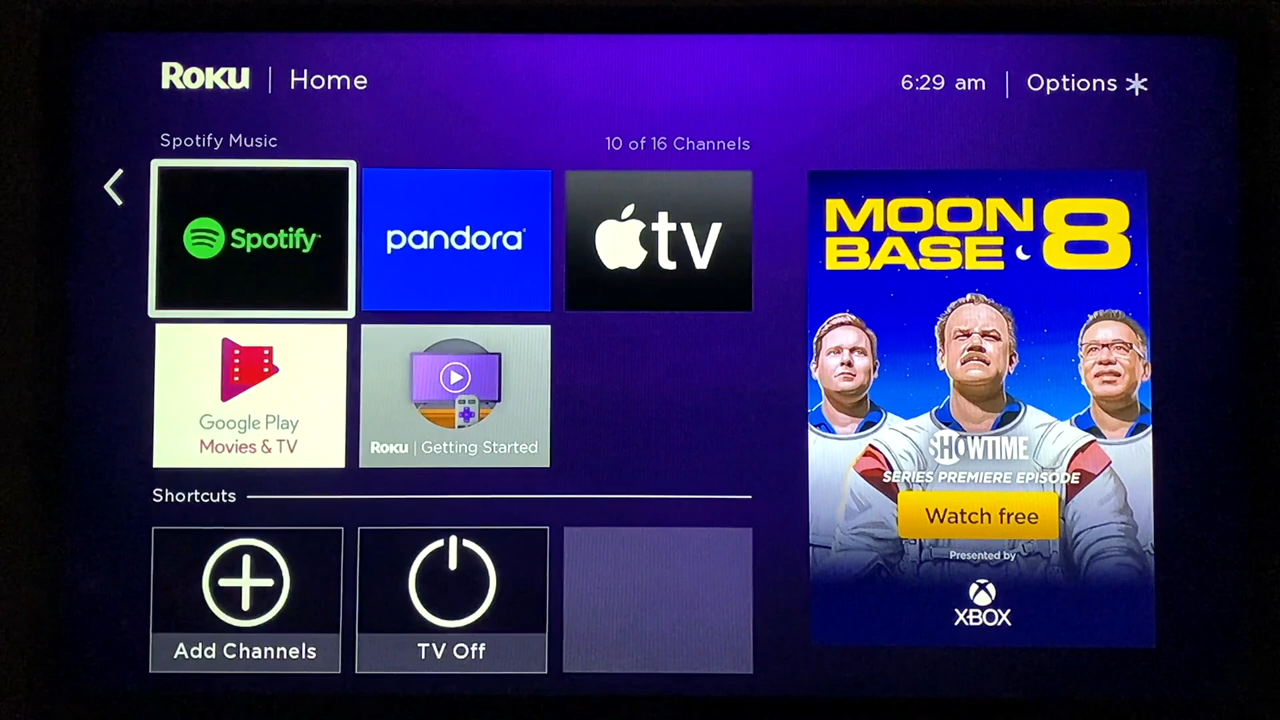 Roku | Home
6:29 am | Options
Spotify Music
10 of 16 Channels
Spotify
pandora
tv
Google Play
Movies & TV
Roku | Getting Started
Shortcuts
Add Channels
TV Off
MOON
BASE 8
SHOWTIME
SERIES PREMIERE EPISODE
Watch free
Presented by
XBOX